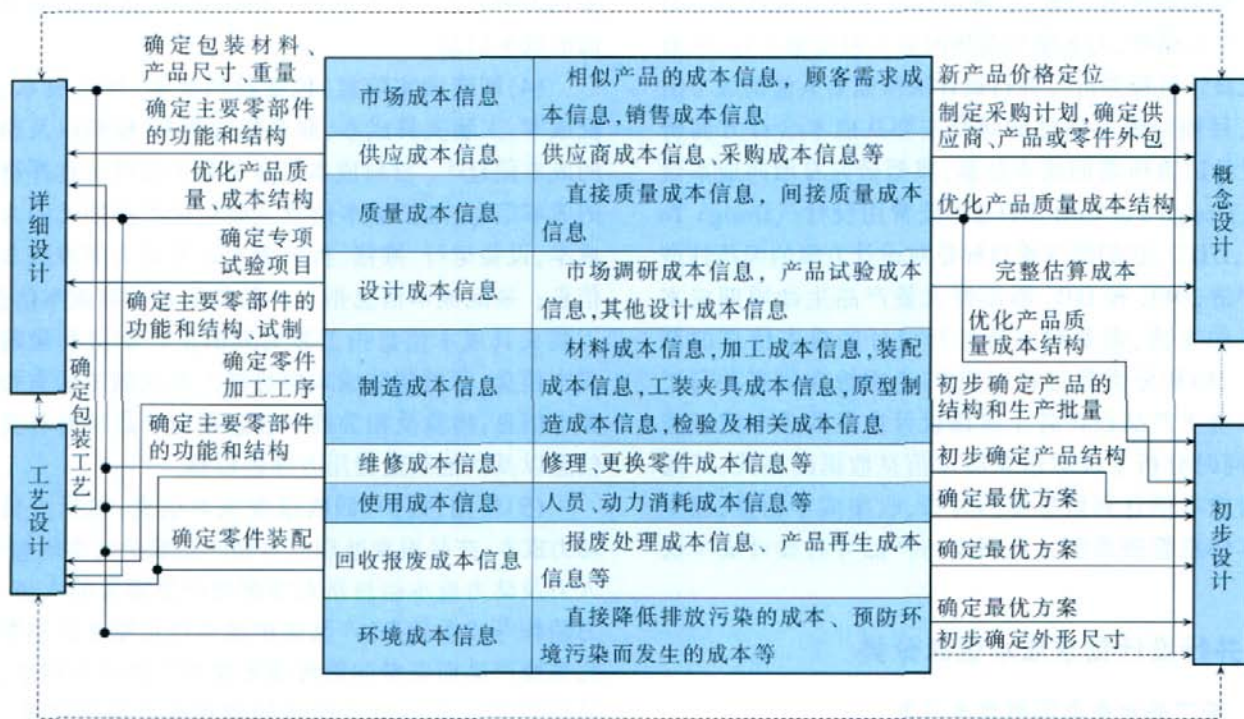 确定包装材料、
产品尺寸、重量
确定主要零部件
的功能和结构
优化产品质
量、成本结构
确定专项
试验项目
确定主要零部件的
功能和结构、试制
确定零件
加工工序
确定主要零部件
的功能和结构
确定零件装配
确定包装工艺
详细设计
工艺设计
市场成本信息
相似产品的成本信息，顾客需求成
本信息,销售成本信息
供应成本信息
供应商成本信息、采购成本信息等
质量成本信息
直接质量成本信息，间接质量成本
信息
设计成本信息
市场调研成本信息，产品试验成本
信息,其他设计成本信息
制造成本信息
材料成本信息,加工成本信息,装配
成本信息,工装夹具成本信息,原型制
造成本信息,检验及相关成本信息
维修成本信息
修理、更换零件成本信息等
使用成本信息
人员、动力消耗成本信息等
回收报废成本信息
报废处理成本信息、产品再生成本
信息等
环境成本信息
直接降低排放污染的成本、预防环
境污染而发生的成本等
新产品价格定位
制定采购计划,确定供
应商、产品或零件外包
优化产品质量成本结构
完整估算成本
优化产品质
量成本结构
初步确定产品的
结构和生产批量
初步确定产品结构
确定最优方案
确定最优方案
确定最优方案
初步确定外形尺寸
概念设计
初步设计